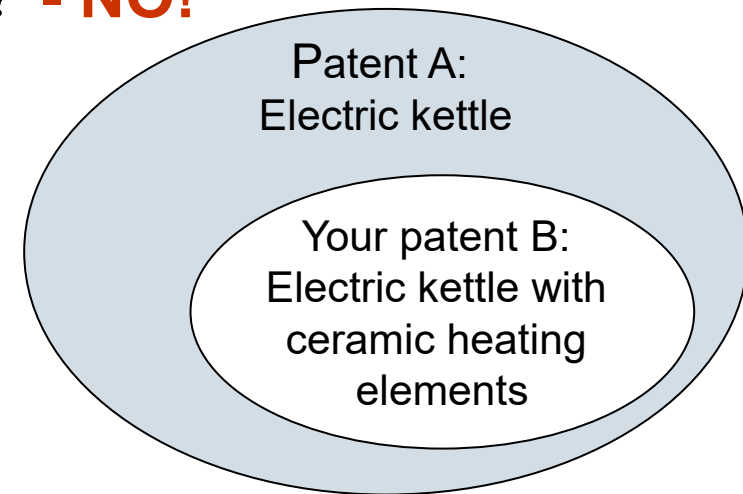 ? - NO!
Patent A:
Electric kettle
Your patent B:
Electric kettle with
ceramic heating
elements